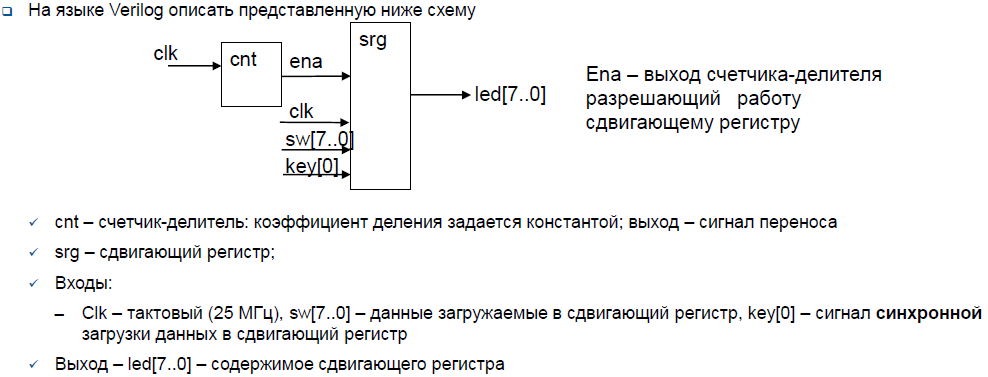 На языке Verilog описать представленную ниже схему
clk
cnt
ena
srg
clk
sw[7..0]
key[0]
led[7..0]
Ena – выход счетчика-делителя
разрешающий работу
сдвигающему регистру
cnt – счетчик-делитель: коэффициент деления задается константой; выход – сигнал переноса
srg – сдвигающий регистр;
Входы:
– Clk – тактовый (25 МГц), sw[7..0] – данные загружаемые в сдвигающий регистр, key[0] – сигнал синхронной
загрузки данных в сдвигающий регистр
Выход – led[7..0] – содержимое сдвигающего регистра